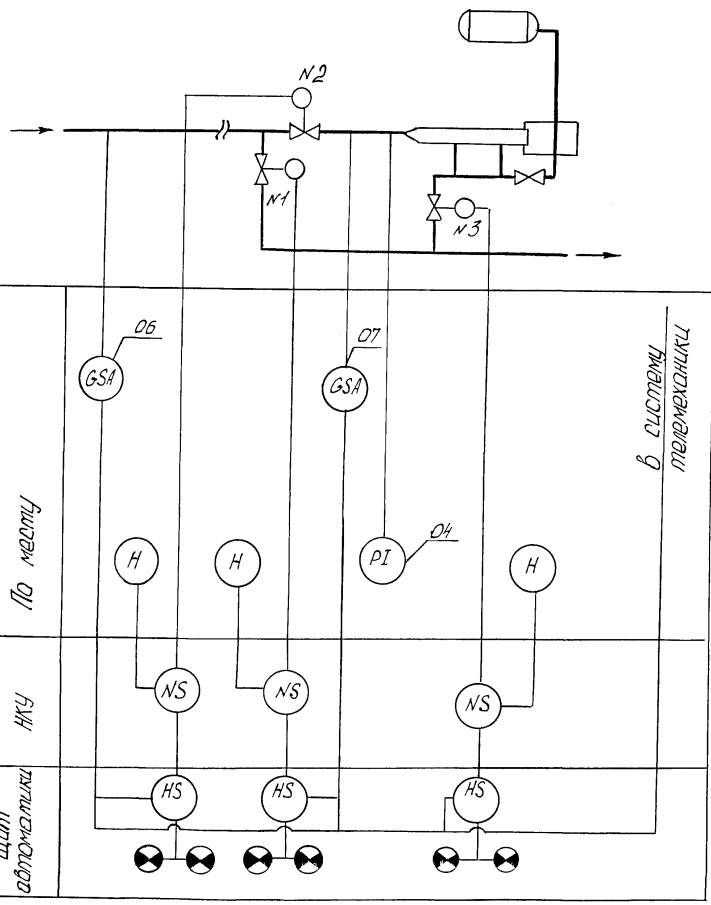 N2
N1
N3
06
07
GSA
GSA
в систему
телемеханики
По месту
04
H
H
PI
H
НКУ
NS
NS
NS
щит
автоматики
HS
HS
HS